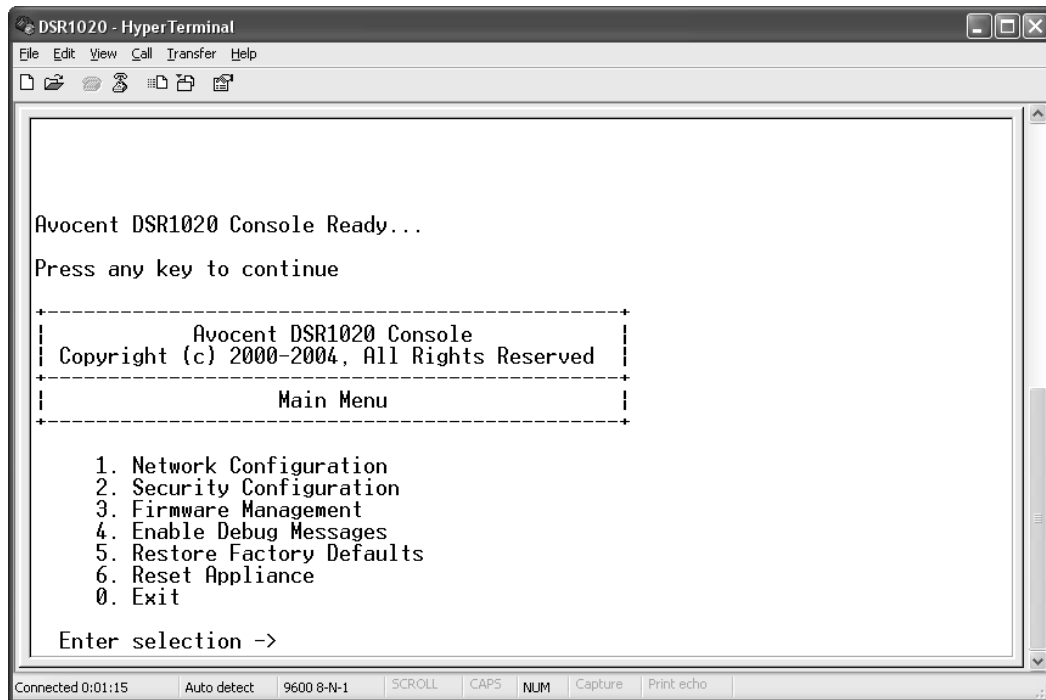 DSR1020 - HyperTerminal
File Edit View Call Transfer Help
Avocent DSR1020 Console Ready...
Press any key to continue
Avocent DSR1020 Console
Copyright (c) 2000-2004, All Rights Reserved
Main Menu
1. Network Configuration
2. Security Configuration
3. Firmware Management
4. Enable Debug Messages
5. Restore Factory Defaults
6. Reset Appliance
0. Exit
Enter selection ->
Connected 0:01:15 Auto detect 9600 8-N-1 SCROLL CAPS NUM Capture Print echo